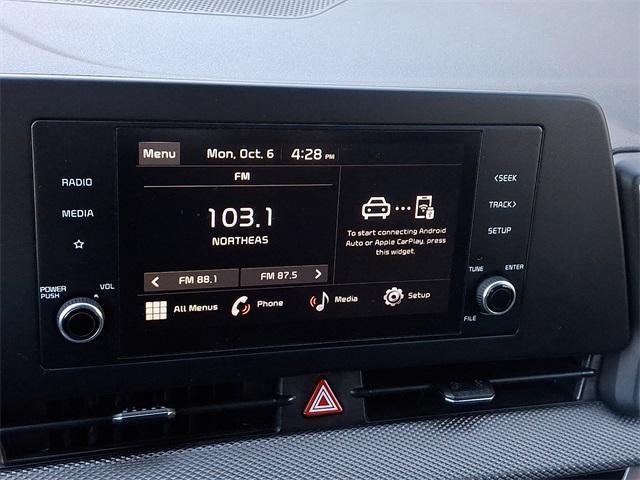 Menu Mon, Oct. 6 4:28 PM
FM
103.1
NORTHEAS
To start connecting Android
Auto or Apple CarPlay, press
this widget.
< FM 88.1 FM 87.5 >
All Menus Phone Media Setup
RADIO
MEDIA
POWER
PUSH
VOL
<SEEK
TRACK>
SETUP
TUNE
ENTER
FILE